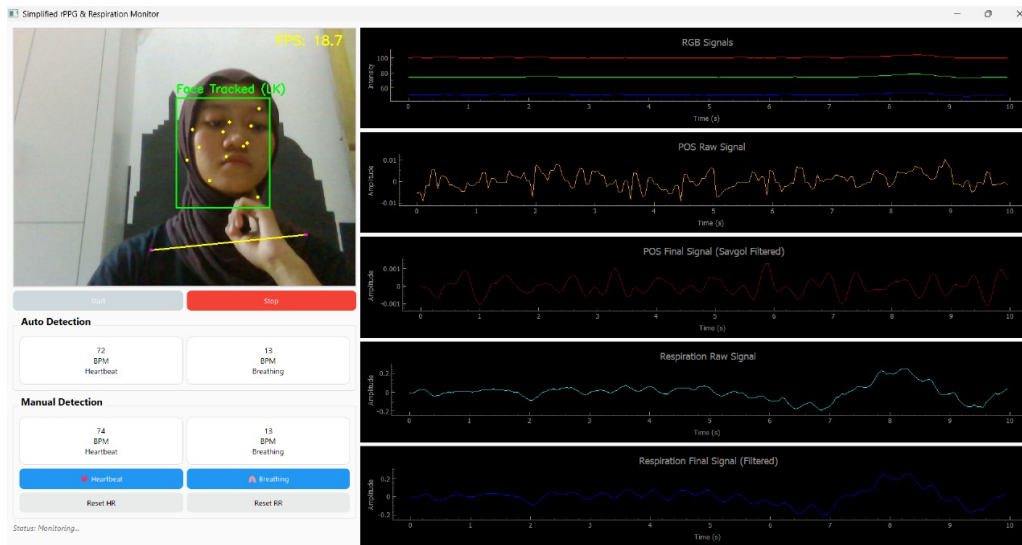 Simplified rPPG & Respiration Monitor
FPS: 18.7
Face Tracked (LK)
Start
Stop
Auto Detection
72
BPM
Heartbeat
13
BPM
Breathing
Manual Detection
74
BPM
Heartbeat
13
BPM
Breathing
Heartbeat
Breathing
Reset HR
Reset RR
Status: Monitoring...
RGB Signals
Intensity
100
80
60
0 1 2 3 4 5 6 7 8 9 10
Time (s)
POS Raw Signal
Amplitude
0.01
0
-0.01
0 1 2 3 4 5 6 7 8 9 10
Time (s)
POS Final Signal (Savgol Filtered)
Amplitude
0.001
0
-0.001
0 1 2 3 4 5 6 7 8 9 10
Time (s)
Respiration Raw Signal
Amplitude
0.2
0
-0.2
0 1 2 3 4 5 6 7 8 9 10
Time (s)
Respiration Final Signal (Filtered)
Amplitude
0.2
0
-0.2
0 1 2 3 4 5 6 7 8 9 10
Time (s)